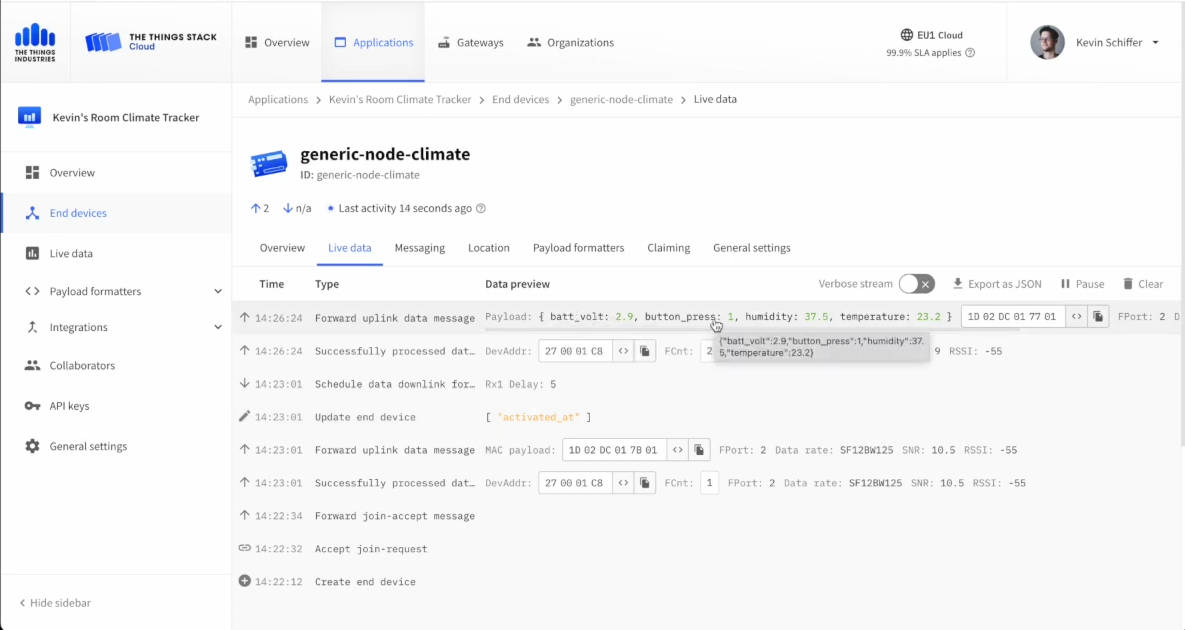 THE THINGS INDUSTRIES
THE THINGS STACK
Cloud
Overview
Applications
Gateways
Organizations
EU1 Cloud
99.9% SLA applies
Kevin Schiffer
Kevin's Room Climate Tracker
Overview
End devices
Live data
Payload formatters
Integrations
Collaborators
API keys
General settings
Hide sidebar
Applications > Kevin's Room Climate Tracker > End devices > generic-node-climate > Live data
generic-node-climate
ID: generic-node-climate
↑ 2 ↓ n/a • Last activity 14 seconds ago
Overview Live data Messaging Location Payload formatters Claiming General settings
Time Type Data preview Verbose stream Export as JSON Pause Clear
↑ 14:26:24 Forward uplink data message Payload: { batt_volt: 2.9, button_press: 1, humidity: 37.5, temperature: 23.2 } 1D 02 DC 01 77 01 <> FPort: 2 D
↑ 14:26:24 Successfully processed dat… DevAddr: 27 00 01 C8 <> FCnt: 2 9 RSSI: -55
{"batt_volt":2.9,"button_press":1,"humidity":37.
5,"temperature":23.2}
↓ 14:23:01 Schedule data downlink for… Rx1 Delay: 5
14:23:01 Update end device [ "activated_at" ]
↑ 14:23:01 Forward uplink data message MAC payload: 1D 02 DC 01 7B 01 <> FPort: 2 Data rate: SF12BW125 SNR: 10.5 RSSI: -55
↑ 14:23:01 Successfully processed dat… DevAddr: 27 00 01 C8 <> FCnt: 1 FPort: 2 Data rate: SF12BW125 SNR: 10.5 RSSI: -55
↑ 14:22:34 Forward join-accept message
14:22:32 Accept join-request
14:22:12 Create end device